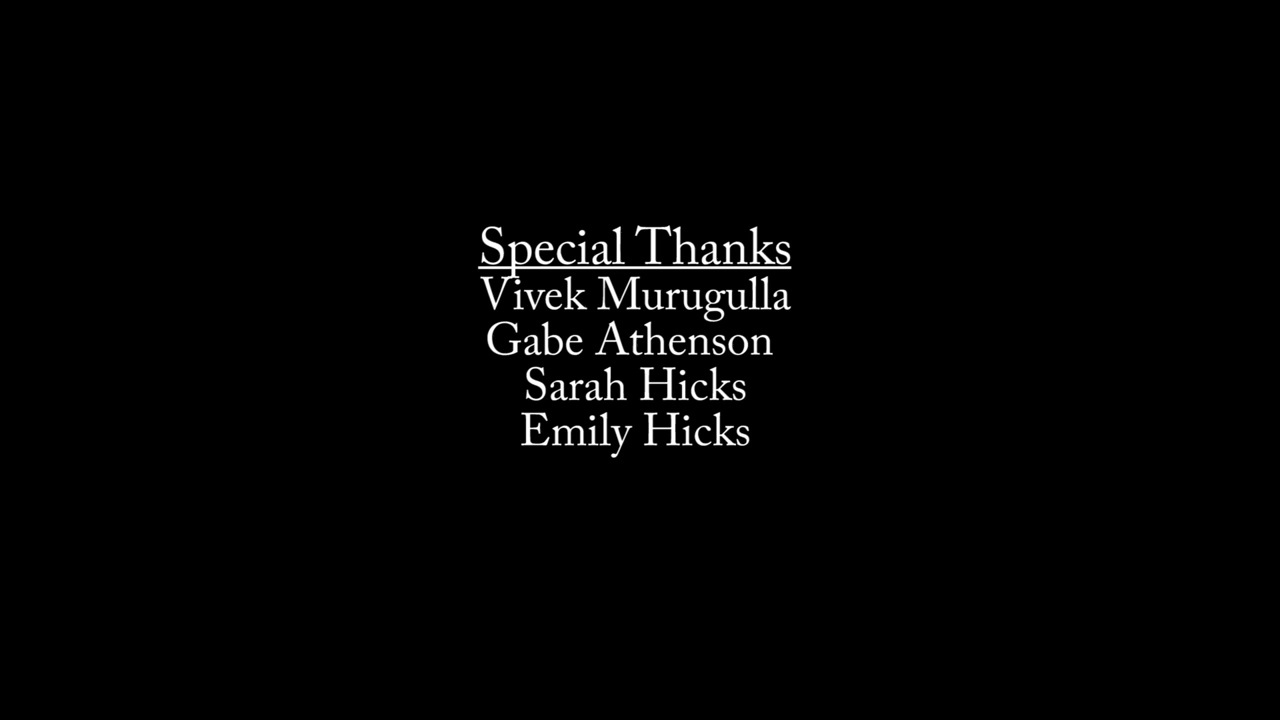 Special Thanks
Vivek Murugulla
Gabe Athenson
Sarah Hicks
Emily Hicks